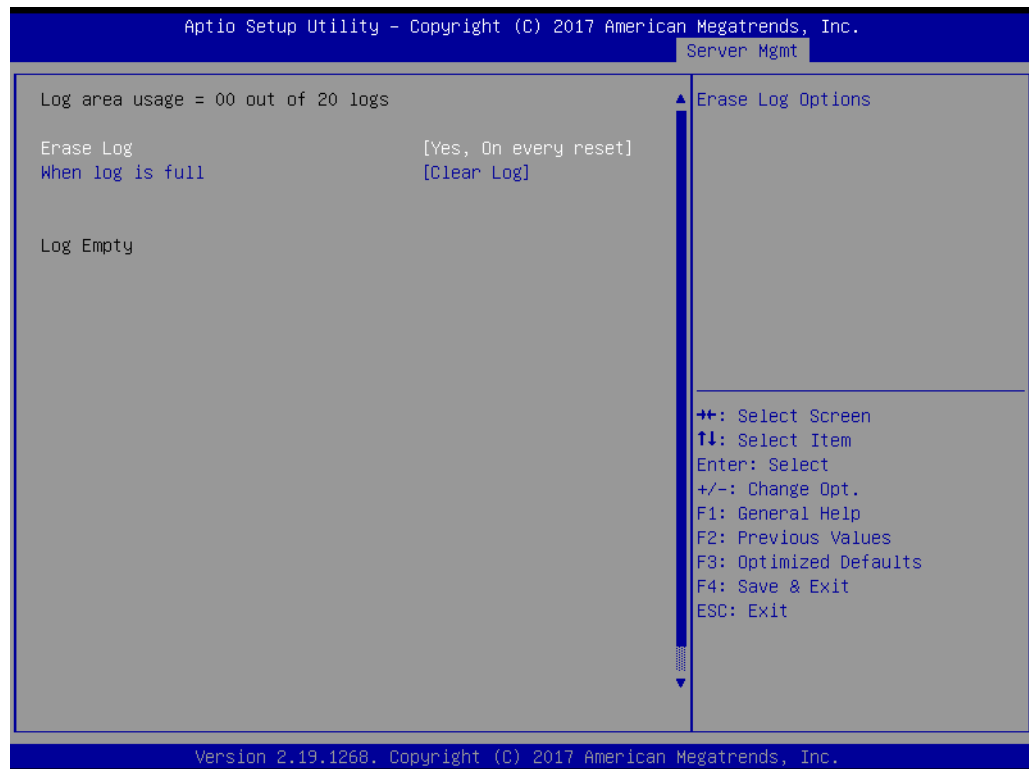 Aptio Setup Utility – Copyright (C) 2017 American Megatrends, Inc.
Server Mgmt
Log area usage = 00 out of 20 logs
Erase Log [Yes, On every reset]
When log is full [Clear Log]
Log Empty
Erase Log Options
→←: Select Screen
↑↓: Select Item
Enter: Select
+/-: Change Opt.
F1: General Help
F2: Previous Values
F3: Optimized Defaults
F4: Save & Exit
ESC: Exit
Version 2.19.1268. Copyright (C) 2017 American Megatrends, Inc.